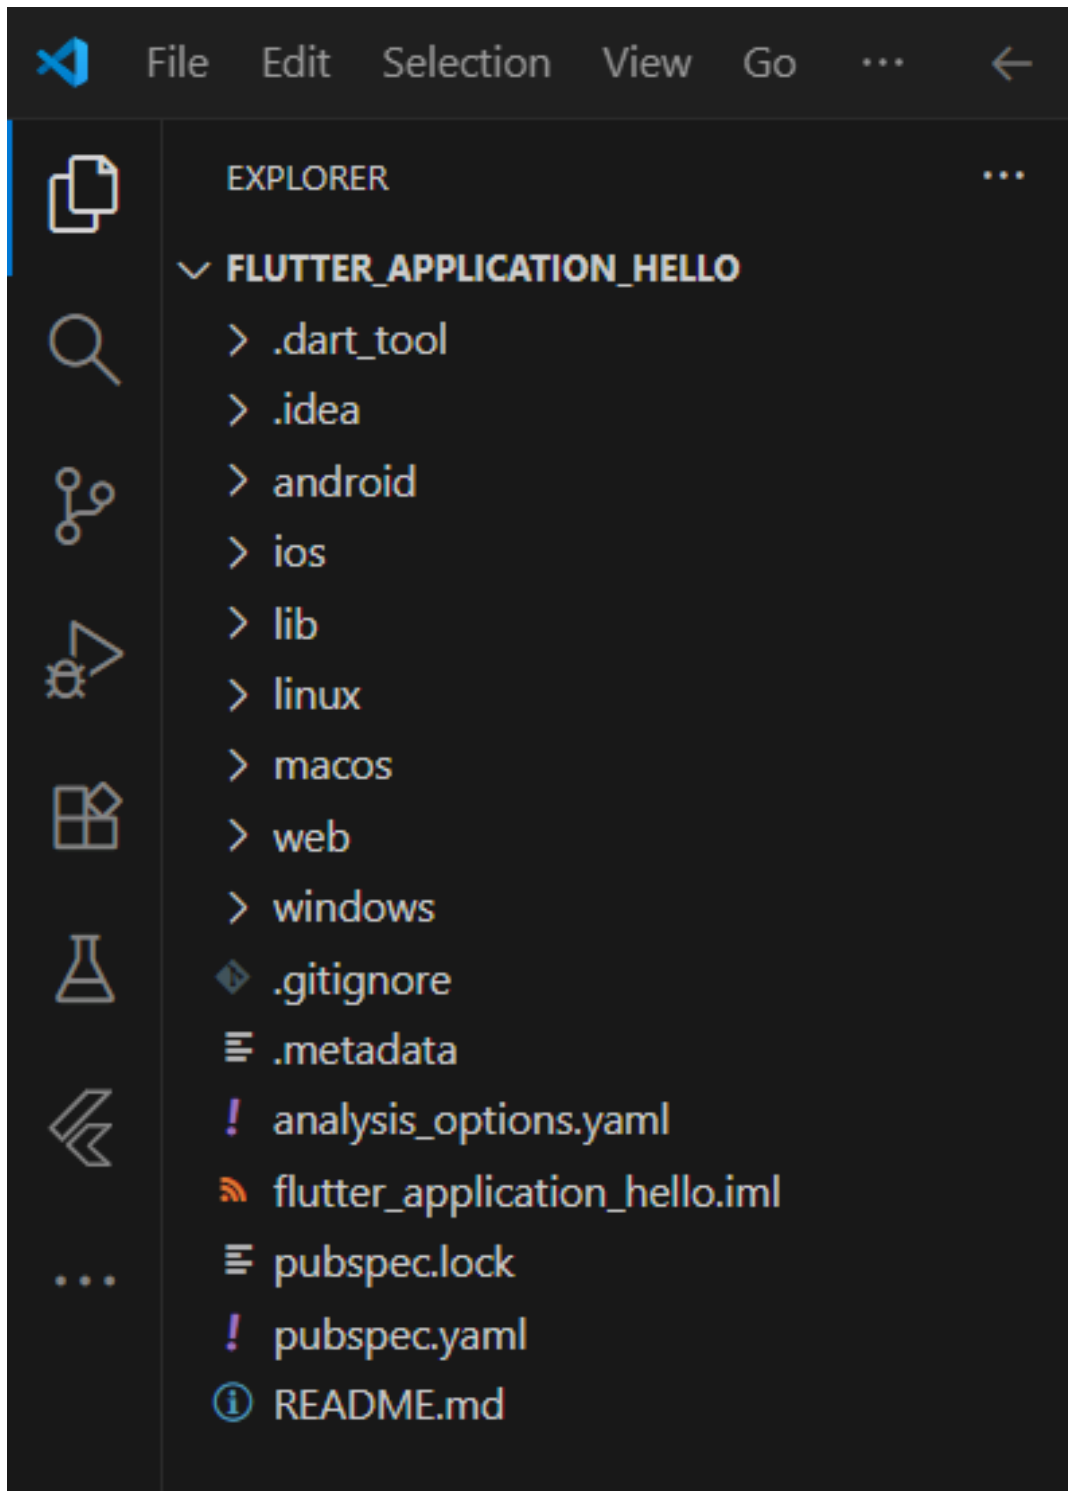 File Edit Selection View Go ...
EXPLORER ...
FLUTTER_APPLICATION_HELLO
.dart_tool
.idea
android
ios
lib
linux
macos
web
windows
.gitignore
.metadata
! analysis_options.yaml
flutter_application_hello.iml
pubspec.lock
! pubspec.yaml
README.md